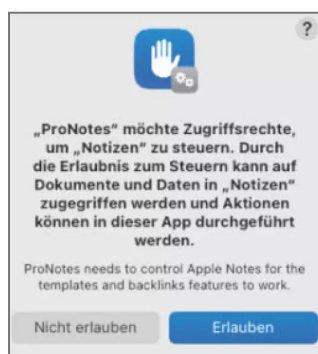 ?
„ProNotes“ möchte Zugriffsrechte,
um „Notizen“ zu steuern. Durch
die Erlaubnis zum Steuern kann auf
Dokumente und Daten in „Notizen“
zugegriffen werden und Aktionen
können in dieser App durchgeführt
werden.
ProNotes needs to control Apple Notes for the
templates and backlinks features to work.
Nicht erlauben
Erlauben